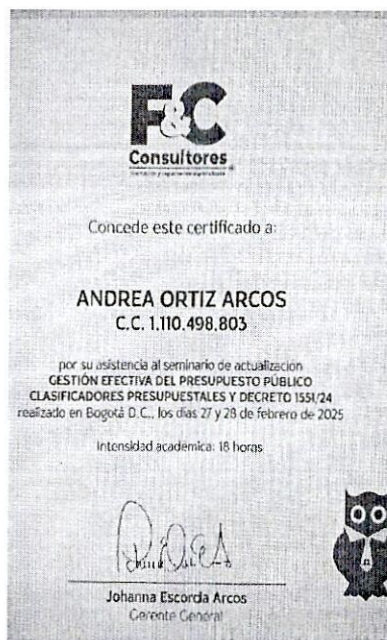 F&C
Consultores
Concede este certificado a:
ANDREA ORTIZ ARCOS
C.C. 1.110.498.803
por su asistencia al seminario de actualización
GESTIÓN EFECTIVA DEL PRESUPUESTO PÚBLICO
CLASIFICADORES PRESUPUESTALES Y DECRETO 1551/24
realizado en Bogotá D.C., los días 27 y 28 de febrero de 2025
Intensidad académica: 18 horas
Johanna Escorda Arcos
Gerente General